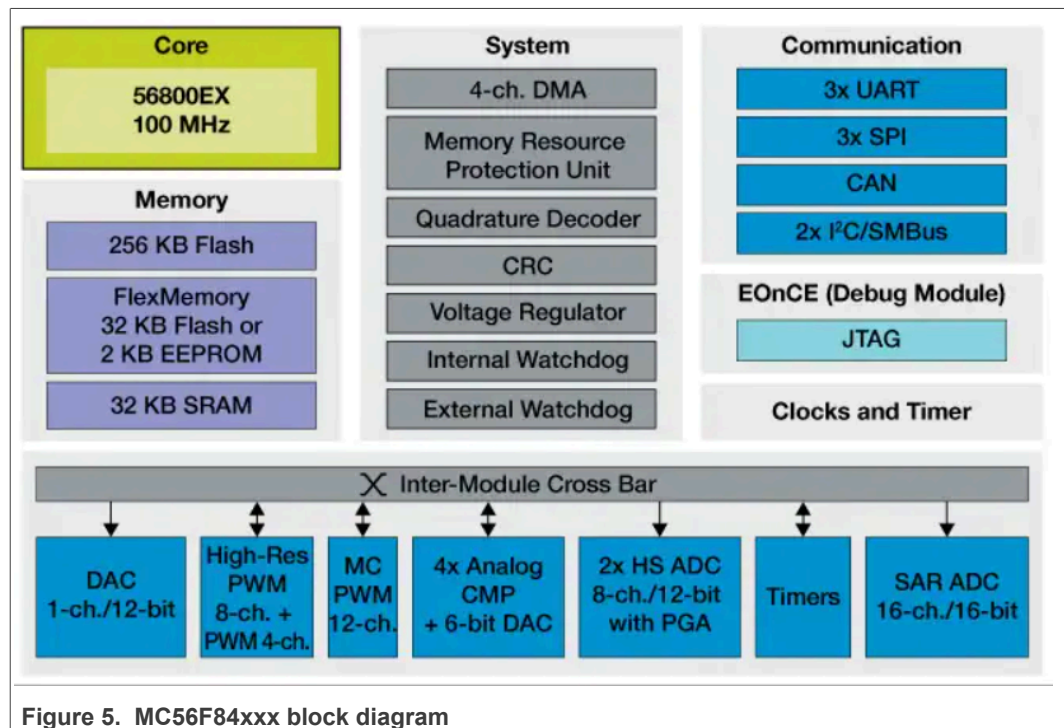 Core
56800EX
100 MHz
Memory
256 KB Flash
FlexMemory
32 KB Flash or
2 KB EEPROM
32 KB SRAM
System
4-ch. DMA
Memory Resource
Protection Unit
Quadrature Decoder
CRC
Voltage Regulator
Internal Watchdog
External Watchdog
Communication
3x UART
3x SPI
CAN
2x I²C/SMBus
EOnCE (Debug Module)
JTAG
Clocks and Timer
Inter-Module Cross Bar
DAC
1-ch./12-bit
High-Res
PWM
8-ch. +
PWM 4-ch.
MC
PWM
12-ch.
4x Analog
CMP
+ 6-bit DAC
2x HS ADC
8-ch./12-bit
with PGA
Timers
SAR ADC
16-ch./16-bit
Figure 5. MC56F84xxx block diagram